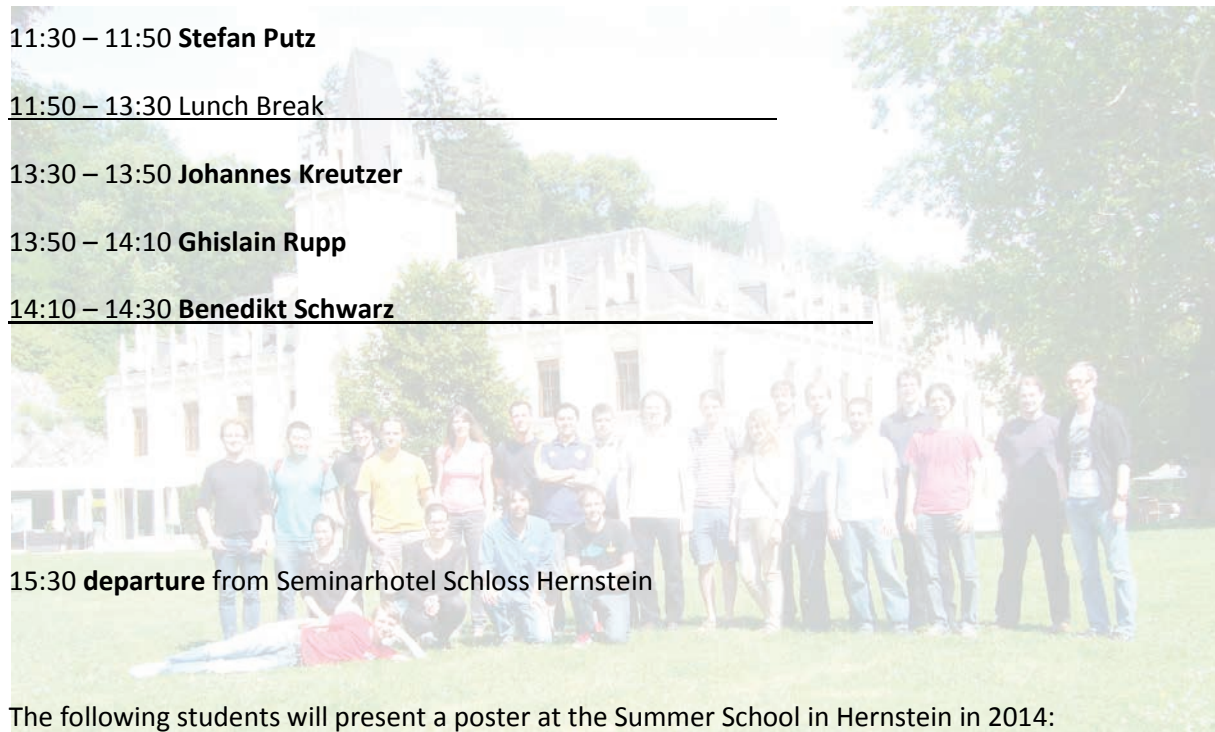 11:30 – 11:50 Stefan Putz
11:50 – 13:30 Lunch Break
13:30 – 13:50 Johannes Kreutzer
13:50 – 14:10 Ghislain Rupp
14:10 – 14:30 Benedikt Schwarz
15:30 departure from Seminarhotel Schloss Hernstein
The following students will present a poster at the Summer School in Hernstein in 2014: